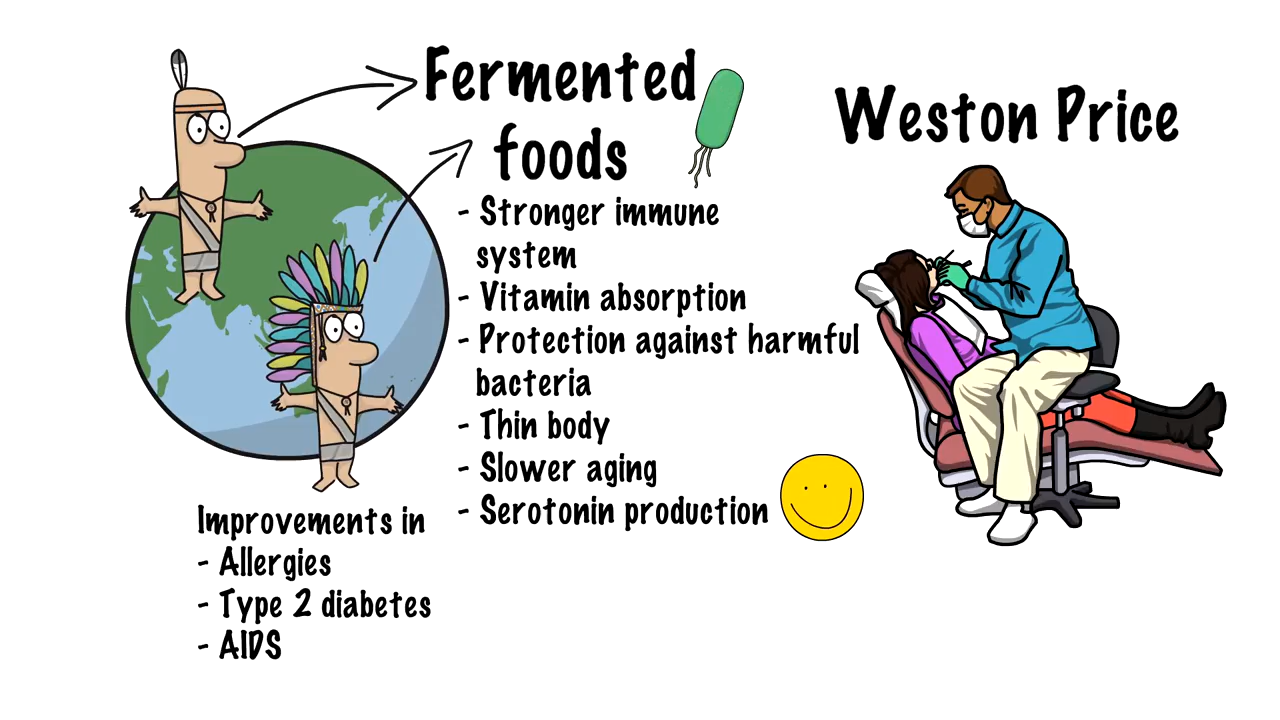 Fermented
foods
- Stronger immune
system
- Vitamin absorption
- Protection against harmful
bacteria
- Thin body
- Slower aging
- Serotonin production
Improvements in
- Allergies
- Type 2 diabetes
- AIDS
Weston Price